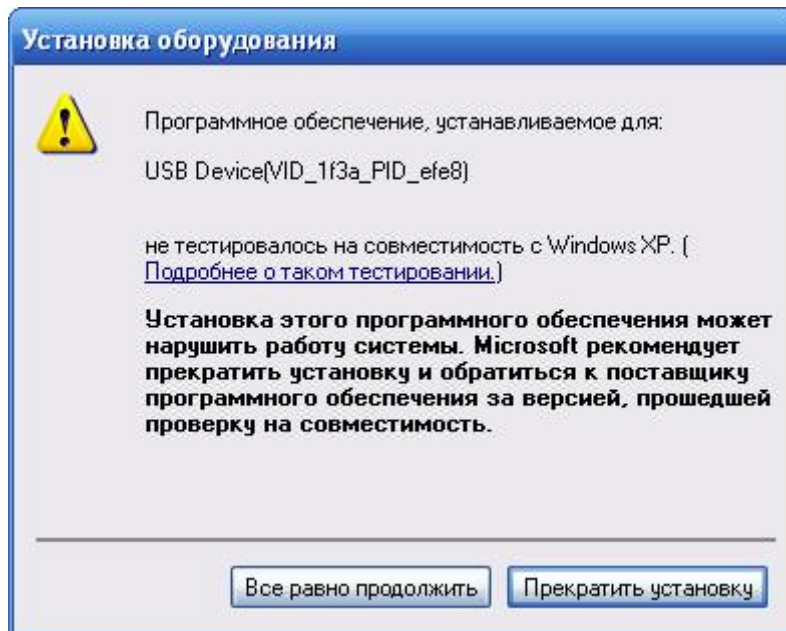 Установка оборудования
Программное обеспечение, устанавливаемое для:
USB Device(VID_1f3a_PID_efe8)
не тестировалось на совместимость с Windows XP. (
Подробнее о таком тестировании.)
Установка этого программного обеспечения может
нарушить работу системы. Microsoft рекомендует
прекратить установку и обратиться к поставщику
программного обеспечения за версией, прошедшей
проверку на совместимость.
Все равно продолжить
Прекратить установку